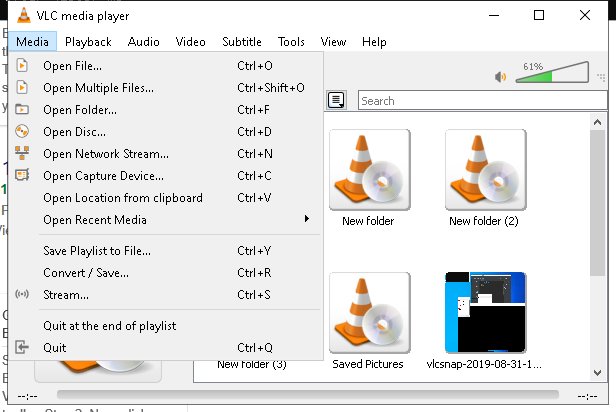 VLC media player
Media Playback Audio Video Subtitle Tools View Help
Open File... Ctrl+O
Open Multiple Files... Ctrl+Shift+O
Open Folder... Ctrl+F
Open Disc... Ctrl+D
Open Network Stream... Ctrl+N
Open Capture Device... Ctrl+C
Open Location from clipboard Ctrl+V
Open Recent Media
Save Playlist to File... Ctrl+Y
Convert / Save... Ctrl+R
Stream... Ctrl+S
Quit at the end of playlist
Quit Ctrl+Q
61%
Search
New folder
New folder (2)
New folder (3)
Saved Pictures
vlcsnap-2019-08-31-1...
--:--
--:--